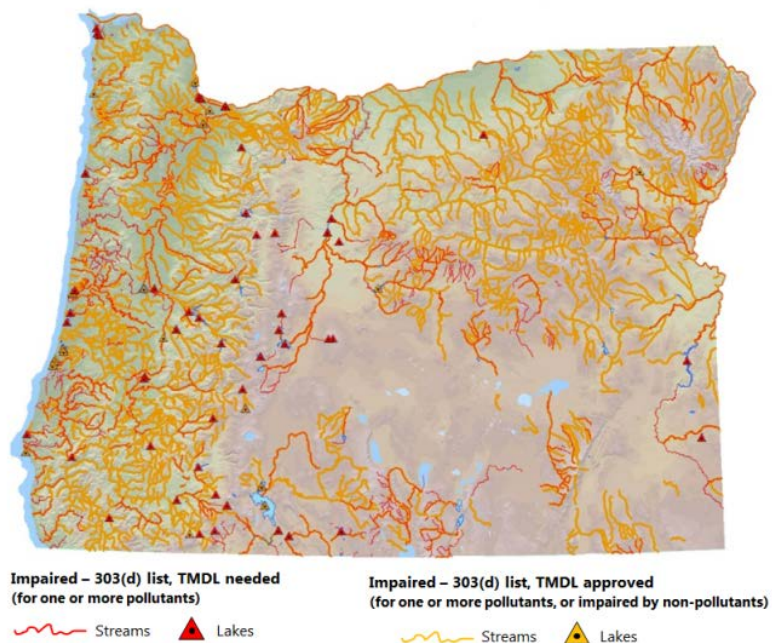 Impaired – 303(d) list, TMDL needed
(for one or more pollutants)
Streams
Lakes
Impaired – 303(d) list, TMDL approved
(for one or more pollutants, or impaired by non-pollutants)
Streams
Lakes